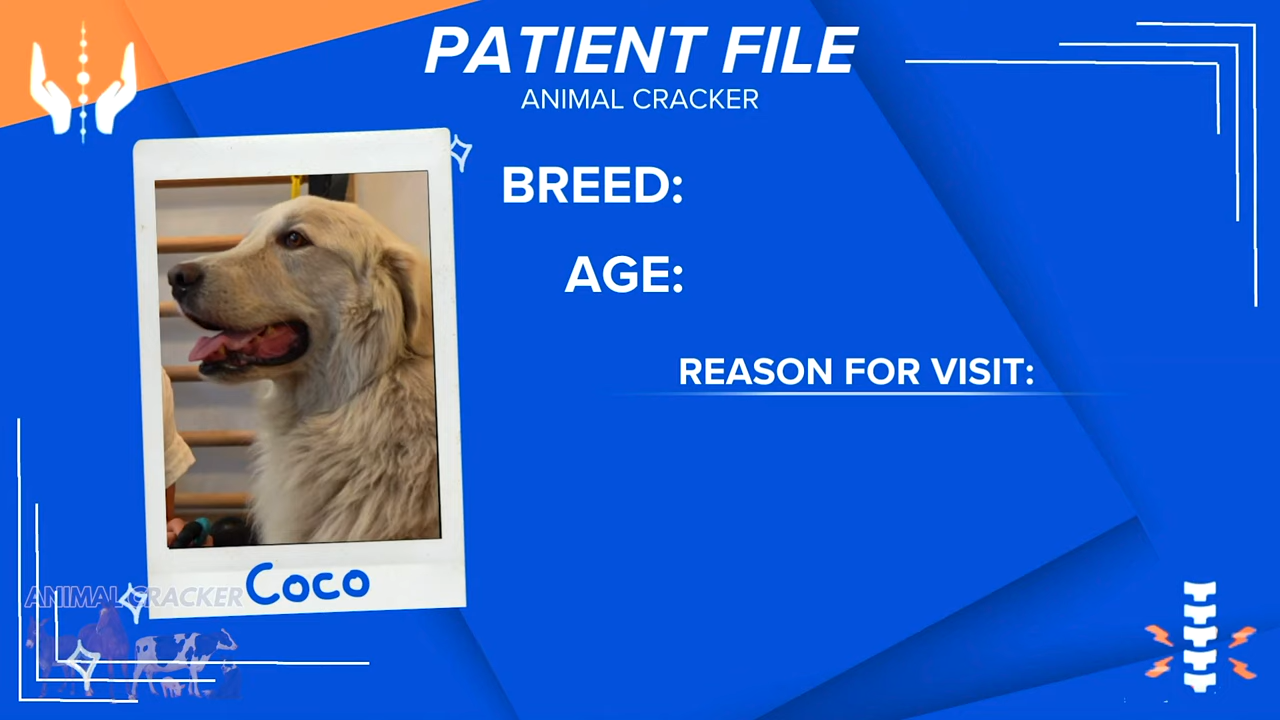 PATIENT FILE
ANIMAL CRACKER
BREED:
AGE:
REASON FOR VISIT:
Coco
ANIMAL CRACKER